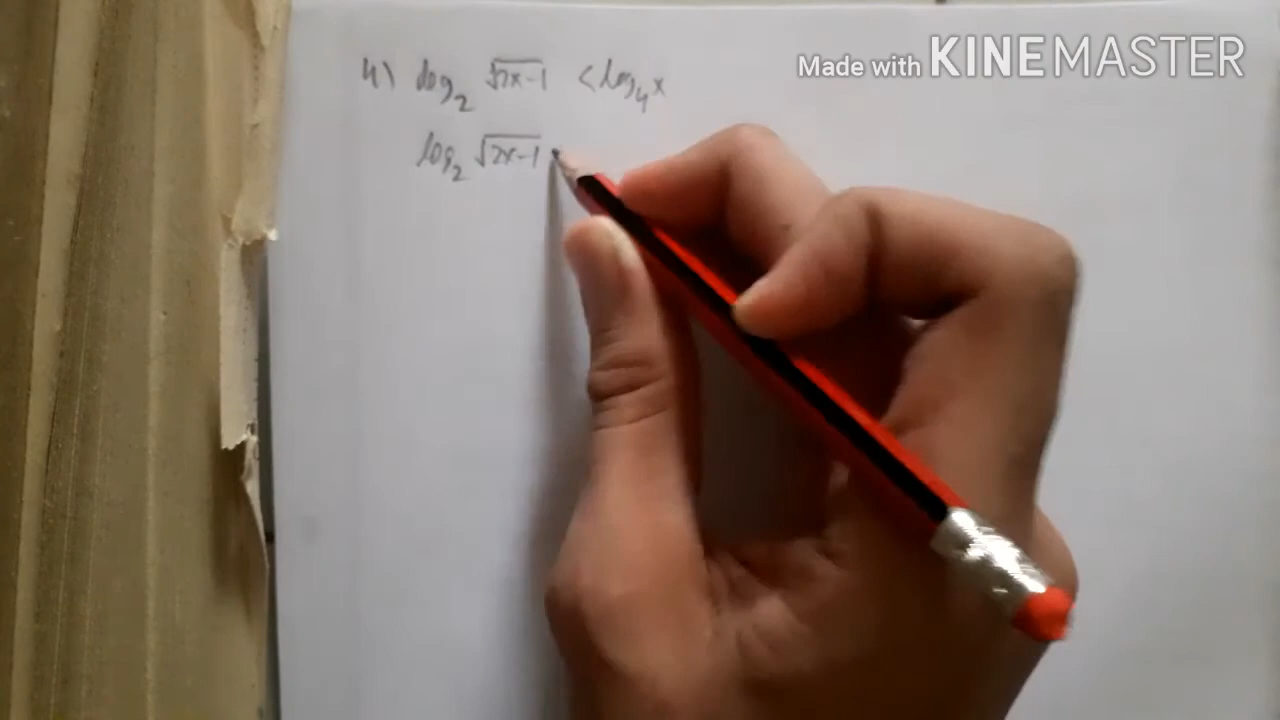 Made with KINEMASTER
4) log₂ √2x-1 < log₄ x
log₂ √2x-1